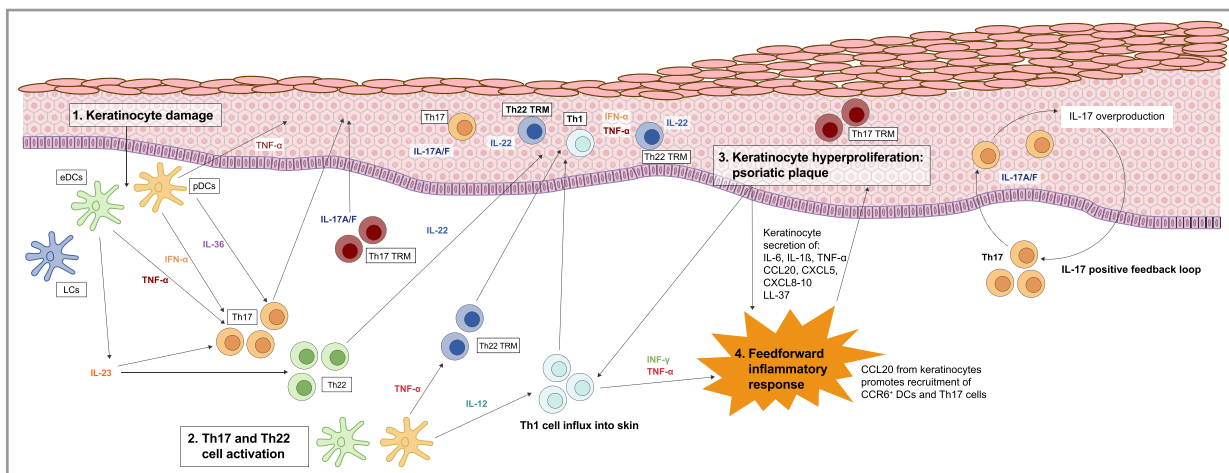 1. Keratinocyte damage
TNF-α
eDCs
pDCs
LCs
IL-36
IFN-α
TNF-α
Th17
IL-23
Th22
IL-17A/F
Th17 TRM
IL-22
2. Th17 and Th22
cell activation
TNF-α
Th22 TRM
IL-12
Th1 cell influx into skin
INF-γ
TNF-α
Th17
IL-17A/F
Th22 TRM
IL-22
Th1
IFN-α
TNF-α
IL-22
Th22 TRM
3. Keratinocyte hyperproliferation:
psoriatic plaque
Th17 TRM
Keratinocyte
secretion of:
IL-6, IL-1ß, TNF-α
CCL20, CXCL5,
CXCL8-10
LL-37
4. Feedforward
inflammatory
response
CCL20 from keratinocytes
promotes recruitment of
CCR6⁺ DCs and Th17 cells
IL-17 overproduction
IL-17A/F
Th17
IL-17 positive feedback loop